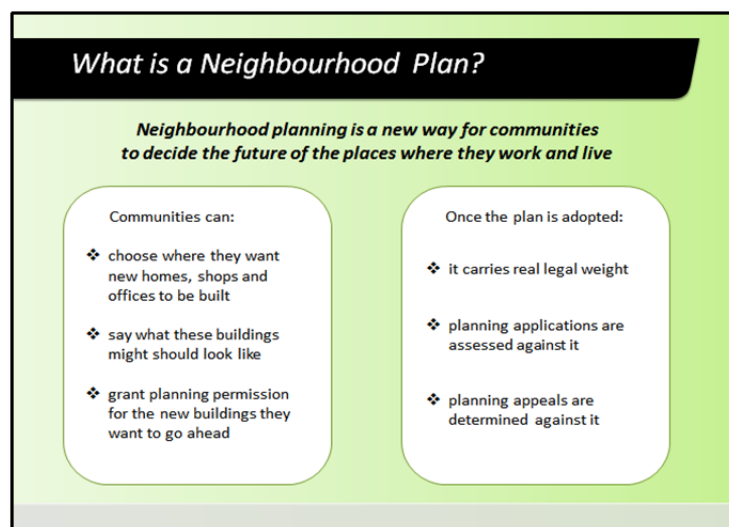 What is a Neighbourhood Plan?
Neighbourhood planning is a new way for communities
to decide the future of the places where they work and live
Communities can:
❖ choose where they want
new homes, shops and
offices to be built
❖ say what these buildings
might should look like
❖ grant planning permission
for the new buildings they
want to go ahead
Once the plan is adopted:
❖ it carries real legal weight
❖ planning applications are
assessed against it
❖ planning appeals are
determined against it